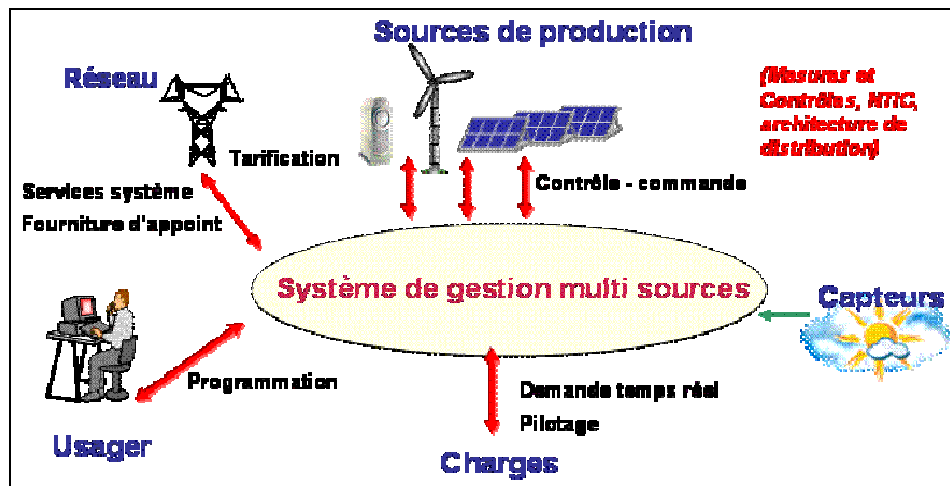 Sources de production
Réseau
(Mesures et
Contrôles, NTIC,
architecture de
distribution)
Tarification
Contrôle - commande
Services système
Fourniture d'appoint
Système de gestion multi sources
Capteurs
Programmation
Demande temps réel
Pilotage
Usager
Charges